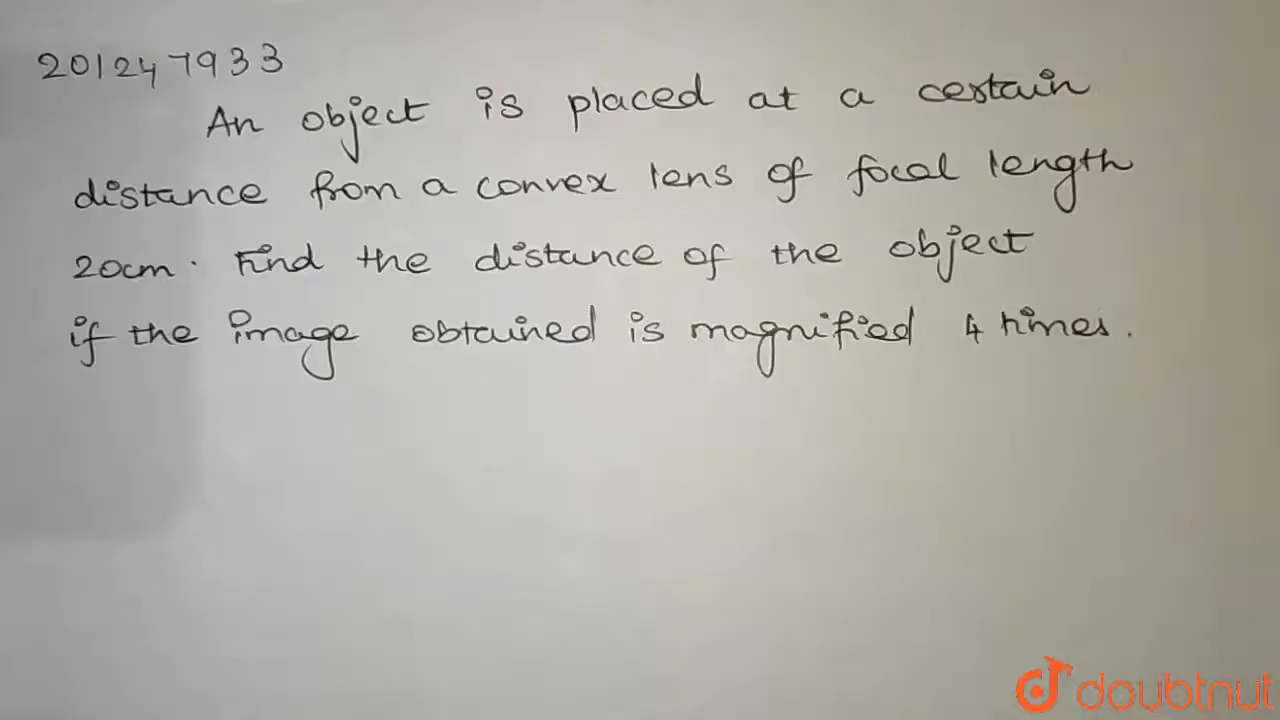 201247933
An object is placed at a certain
distance from a convex lens of focal length
20cm. Find the distance of the object
if the image obtained is magnified 4 times.
doubtnut